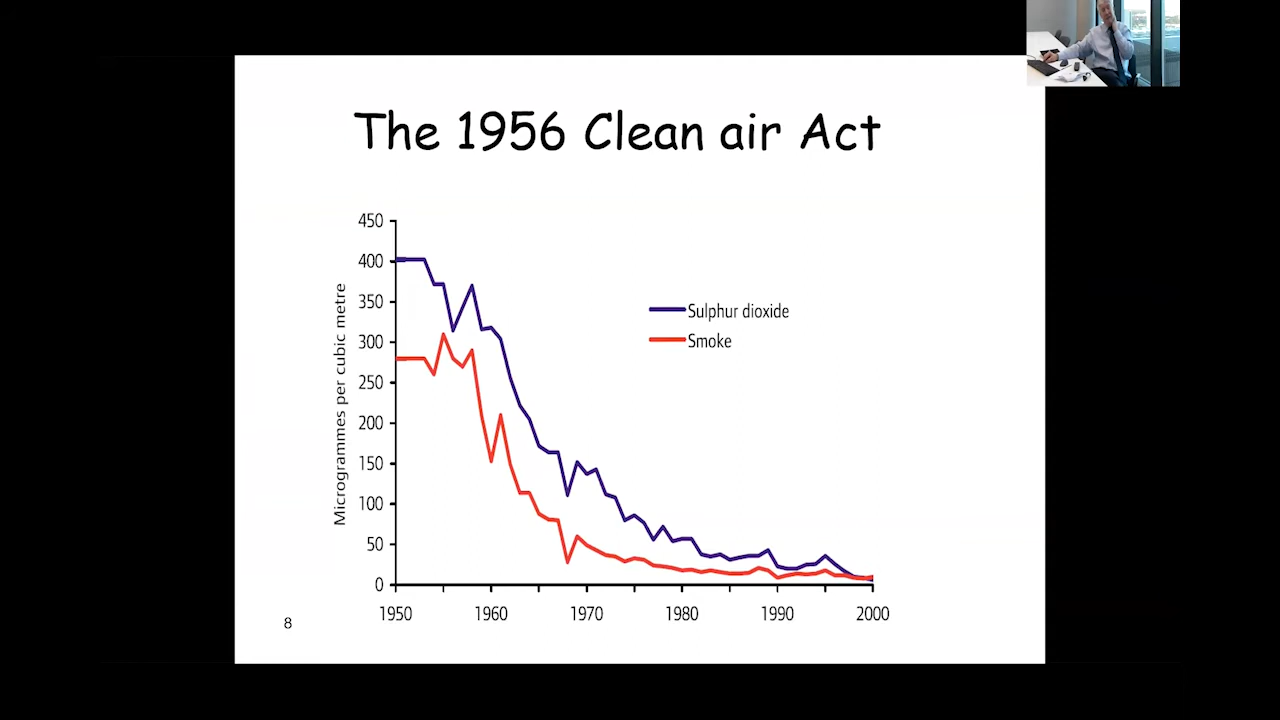 The 1956 Clean air Act
450
400
350
300
250
200
150
100
50
0
Microgrammes per cubic metre
Sulphur dioxide
Smoke
1950 1960 1970 1980 1990 2000
8